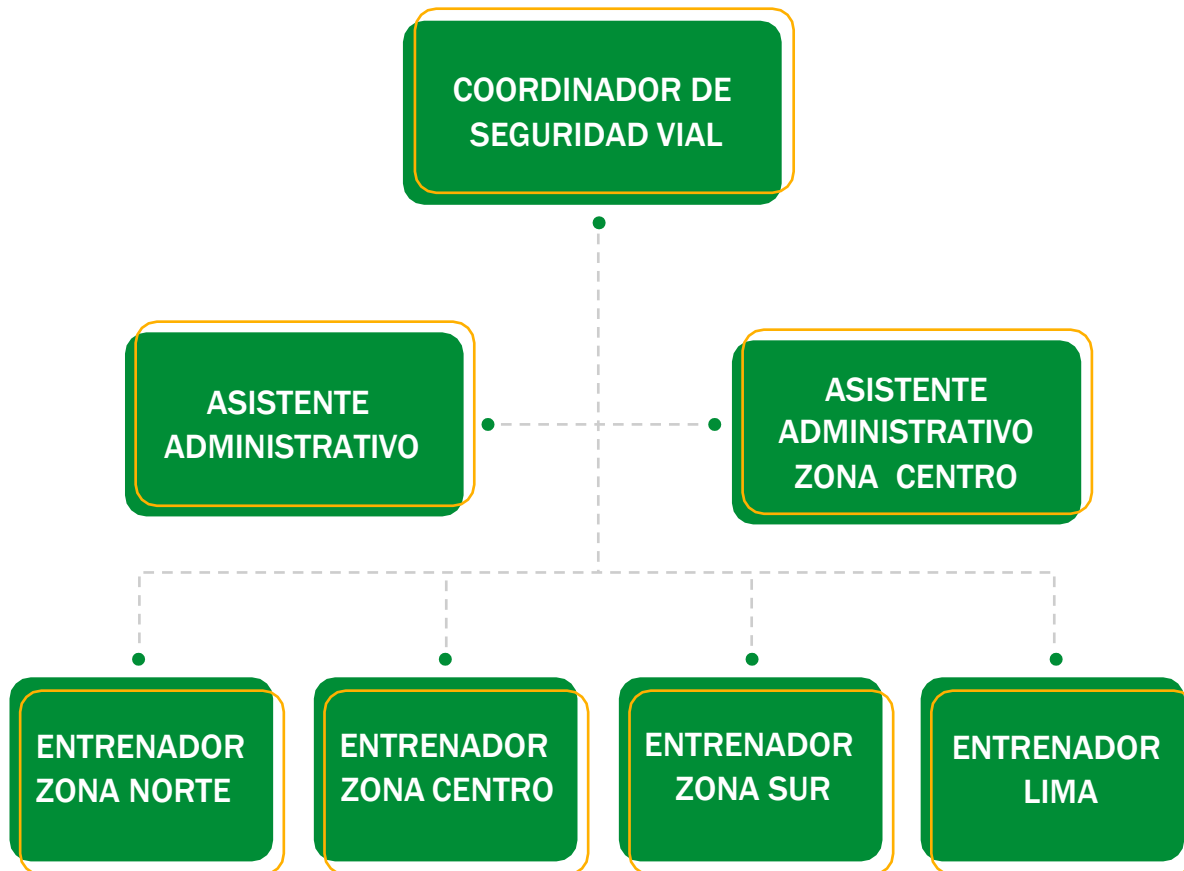 COORDINADOR DE
SEGURIDAD VIAL
ASISTENTE
ADMINISTRATIVO
ASISTENTE
ADMINISTRATIVO
ZONA CENTRO
ENTRENADOR
ZONA NORTE
ENTRENADOR
ZONA CENTRO
ENTRENADOR
ZONA SUR
ENTRENADOR
LIMA